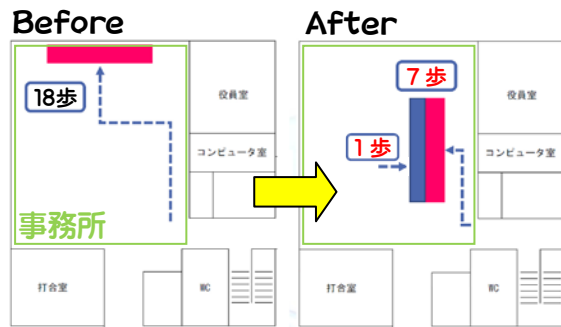 Before
18歩
役員室
コンピュータ室
事務所
打合室
WC
After
7歩
1歩
役員室
コンピュータ室
打合室
WC